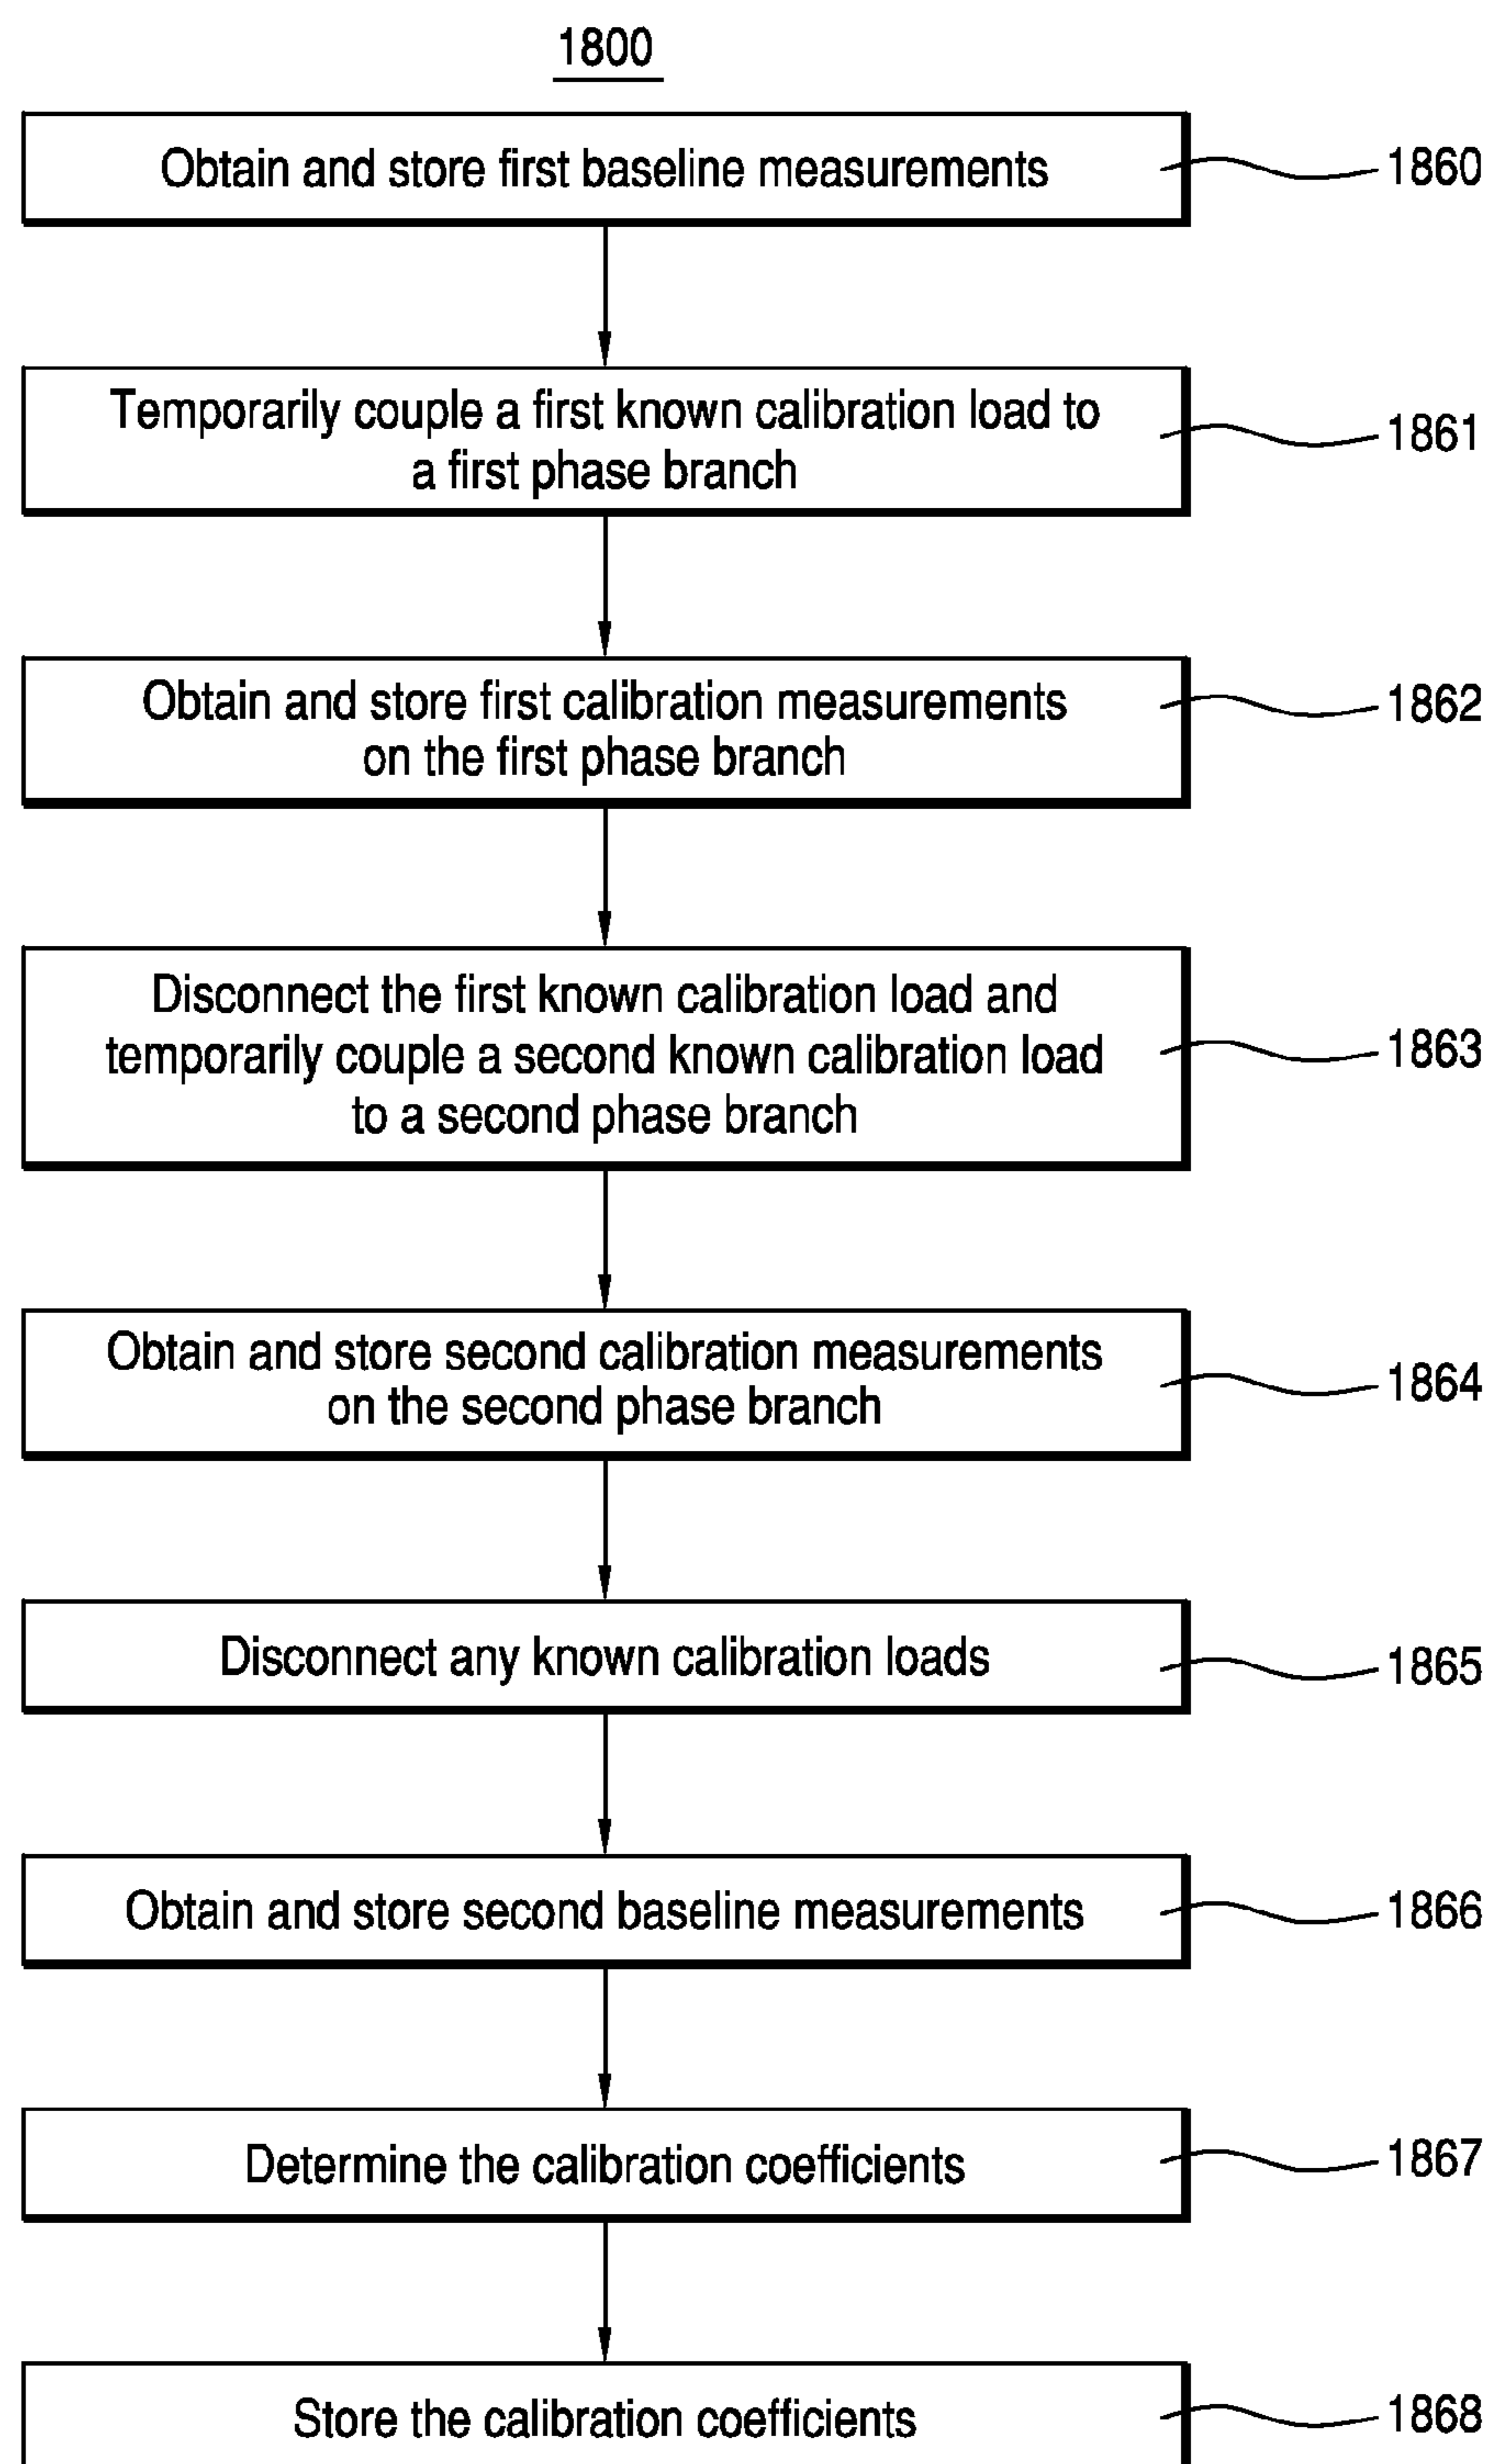 1800
Obtain and store first baseline measurements
1860
Temporarily couple a first known calibration load to
a first phase branch
1861
Obtain and store first calibration measurements
on the first phase branch
1862
Disconnect the first known calibration load and
temporarily couple a second known calibration load
to a second phase branch
1863
Obtain and store second calibration measurements
on the second phase branch
1864
Disconnect any known calibration loads
1865
Obtain and store second baseline measurements
1866
Determine the calibration coefficients
1867
Store the calibration coefficients
1868